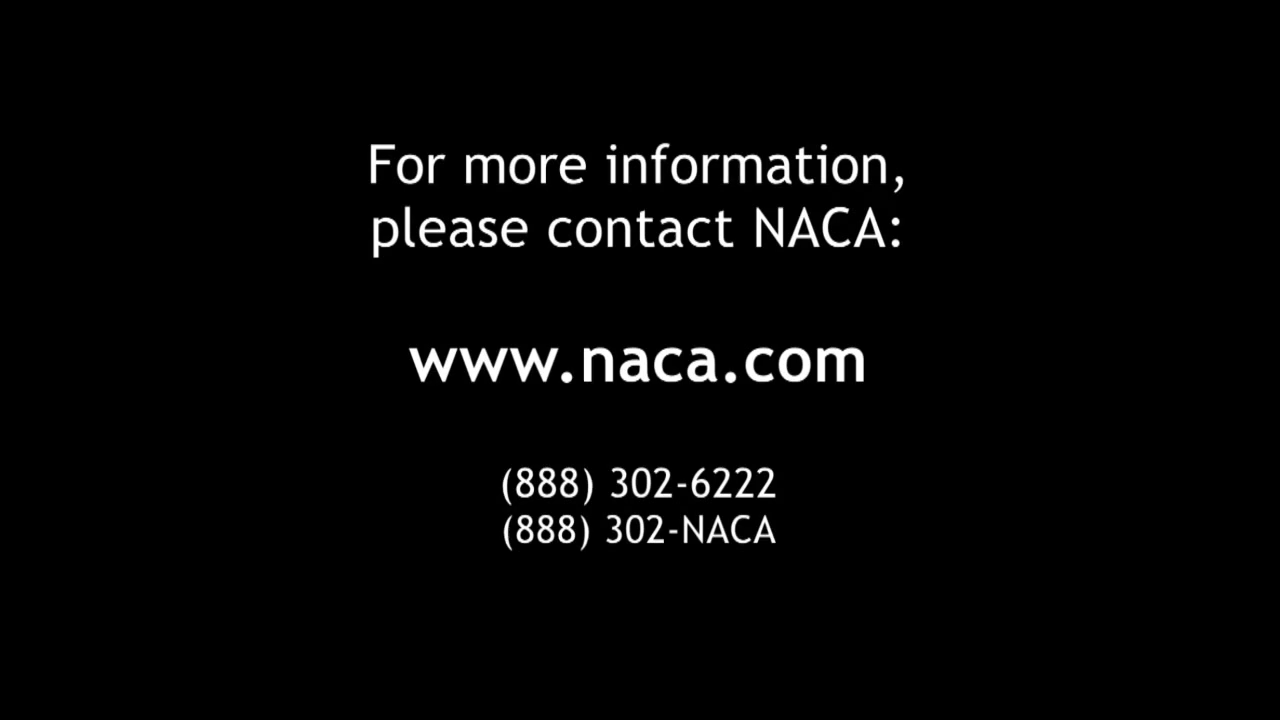 For more information,
please contact NACA:
www.naca.com
(888) 302-6222
(888) 302-NACA